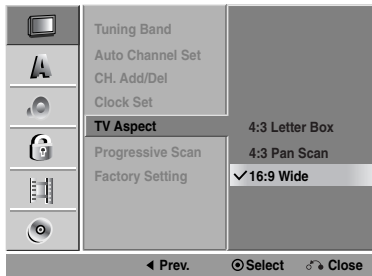 Tuning Band
Auto Channel Set
CH. Add/Del
Clock Set
TV Aspect
4:3 Letter Box
Progressive Scan
4:3 Pan Scan
Factory Setting
✓16:9 Wide
◀ Prev.
Select
Close